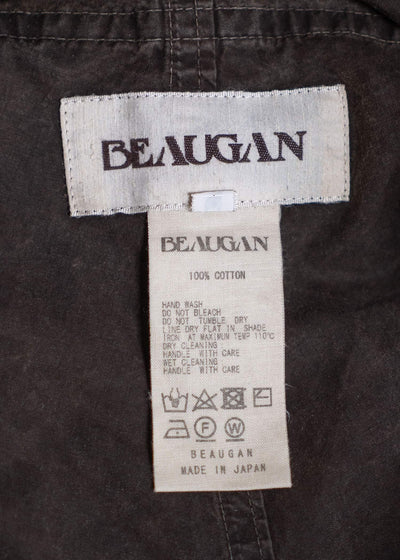 BEAUGAN
BEAUGAN
100% COTTON
HAND WASH
DO NOT BLEACH
DO NOT TUMBLE DRY
LINE DRY FLAT IN SHADE
IRON AT MAXIMUM TEMP 110°C
DRY CLEANING
HANDLE WITH CARE
WET CLEANING
HANDLE WITH CARE
F W
BEAUGAN
MADE IN JAPAN